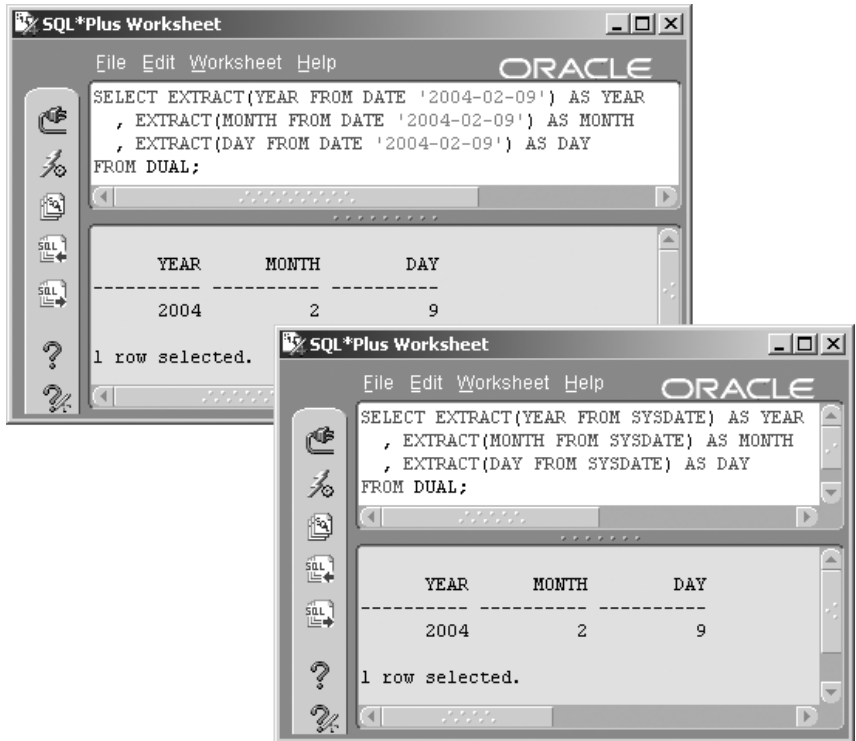 SQL*Plus Worksheet
File Edit Worksheet Help
ORACLE
SELECT EXTRACT(YEAR FROM DATE '2004-02-09') AS YEAR
, EXTRACT(MONTH FROM DATE '2004-02-09') AS MONTH
, EXTRACT(DAY FROM DATE '2004-02-09') AS DAY
FROM DUAL;
YEAR MONTH DAY
---------- ---------- ----------
2004 2 9
1 row selected.
SQL*Plus Worksheet
File Edit Worksheet Help
ORACLE
SELECT EXTRACT(YEAR FROM SYSDATE) AS YEAR
, EXTRACT(MONTH FROM SYSDATE) AS MONTH
, EXTRACT(DAY FROM SYSDATE) AS DAY
FROM DUAL;
YEAR MONTH DAY
---------- ---------- ----------
2004 2 9
1 row selected.